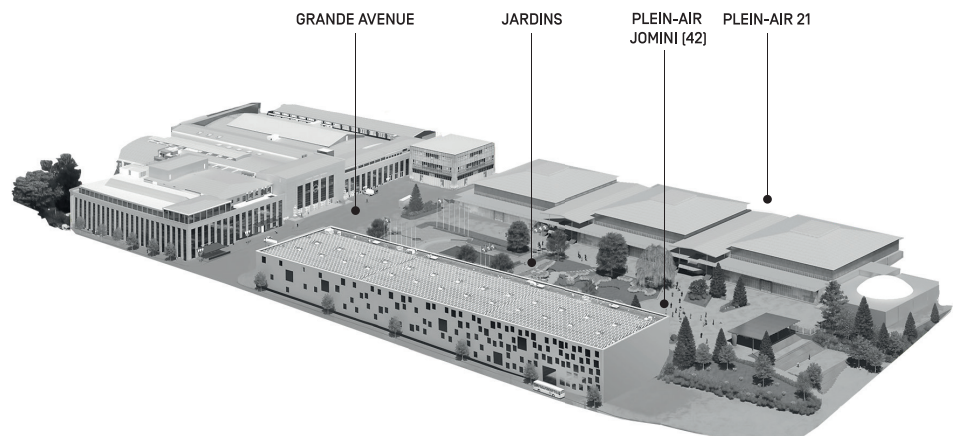 GRANDE AVENUE
JARDINS
PLEIN-AIR
JOMINI (42)
PLEIN-AIR 21